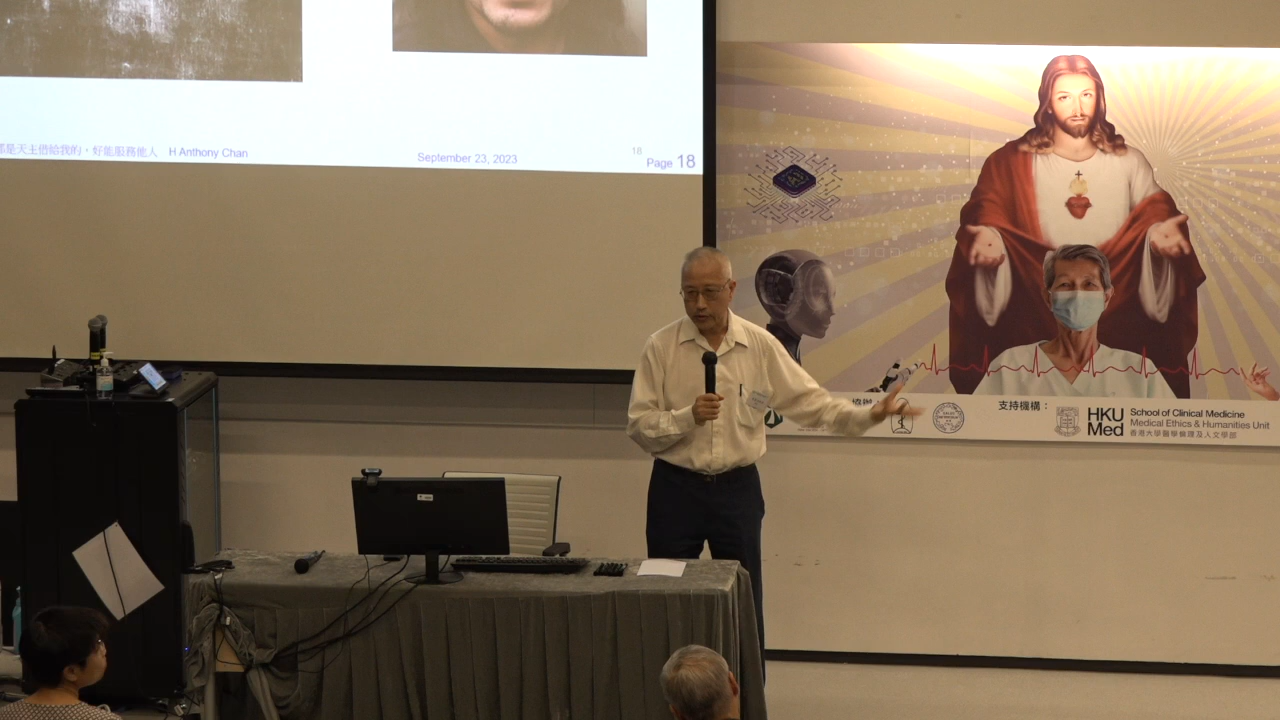 都是天主借給我的，好能服務他人 H Anthony Chan
September 23, 2023
18
Page 18
協辦：
支持機構：
HKU
Med
School of Clinical Medicine
Medical Ethics & Humanities Unit
香港大學醫學倫理及人文學部